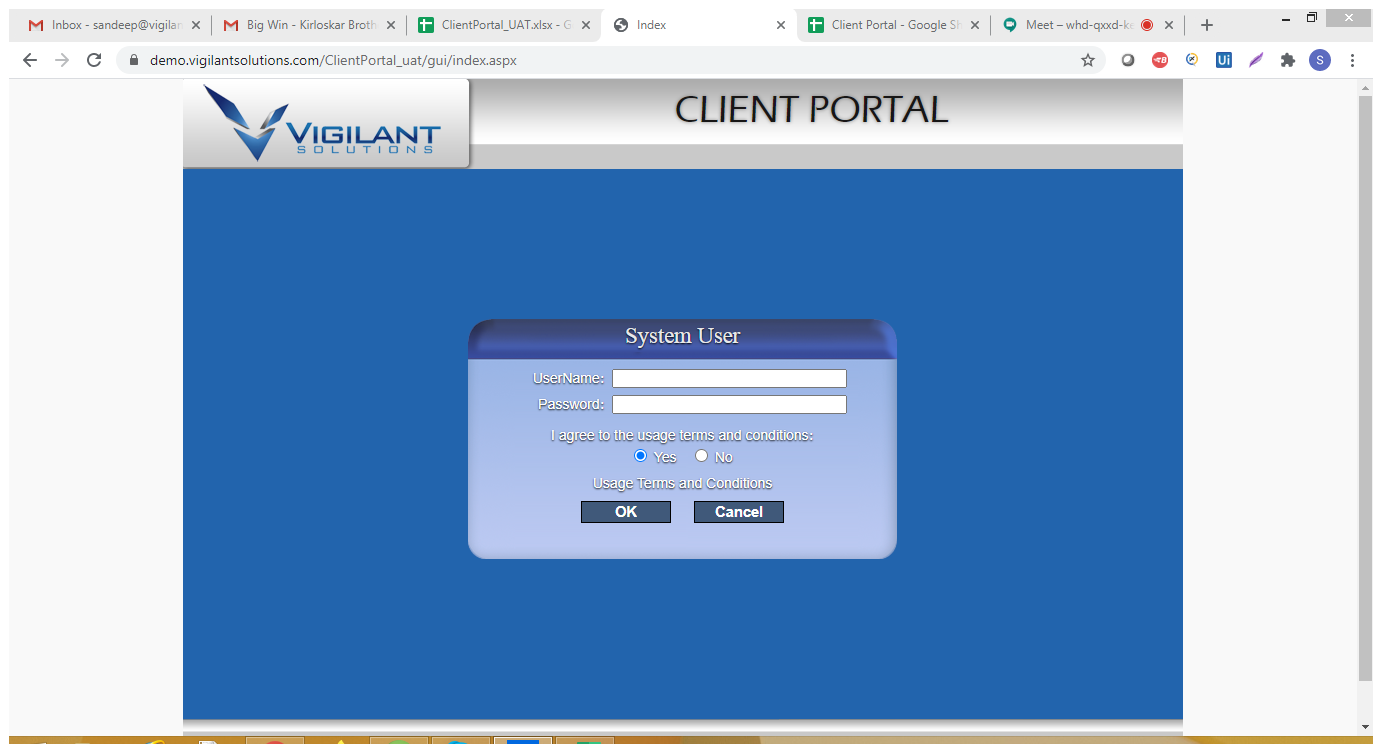 Inbox - sandeep@vigilan
Big Win - Kirloskar Broth
ClientPortal_UAT.xlsx - G
Index
Client Portal - Google Sh
Meet – whd-qxxd-ke
demo.vigilantsolutions.com/ClientPortal_uat/gui/index.aspx
Ui
S
VIGILANT
SOLUTIONS
CLIENT PORTAL
System User
UserName:
Password:
I agree to the usage terms and conditions:
Yes No
Usage Terms and Conditions
OK Cancel